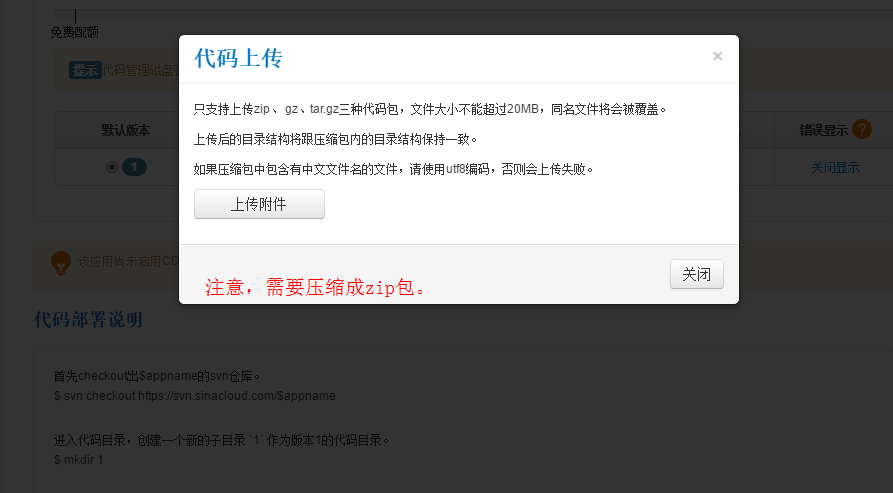 免费配额
代码上传
×
提示 代码管理磁盘
只支持上传zip 、gz、tar.gz三种代码包，文件大小不能超过20MB，同名文件将会被覆盖。
默认版本
错误显示 ?
上传后的目录结构将跟压缩包内的目录结构保持一致。
1
关闭显示
如果压缩包中包含有中文文件名的文件，请使用utf8编码，否则会上传失败。
上传附件
该应用尚未启用CD
关闭
注意，需要压缩成zip包。
代码部署说明
首先checkout出$appname的svn仓库。
$ svn checkout https://svn.sinacloud.com/$appname
进入代码目录，创建一个新的子目录 `1` 作为版本1的代码目录。
$ mkdir 1